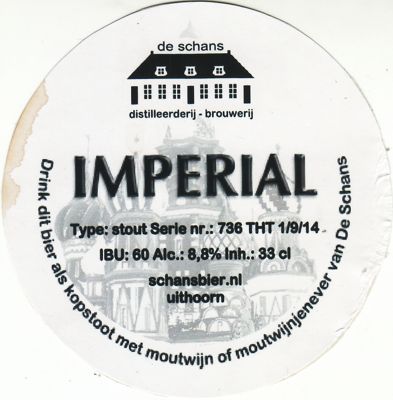 de schans
distilleerderij - brouwerij
IMPERIAL
Type: stout Serie nr.: 736 THT 1/9/14
IBU: 60 Alc.: 8,8% Inh.: 33 cl
schansbier.nl
uithoorn
Drink dit bier als kopstoot met moutwijn of moutwijnjenever van De Schans